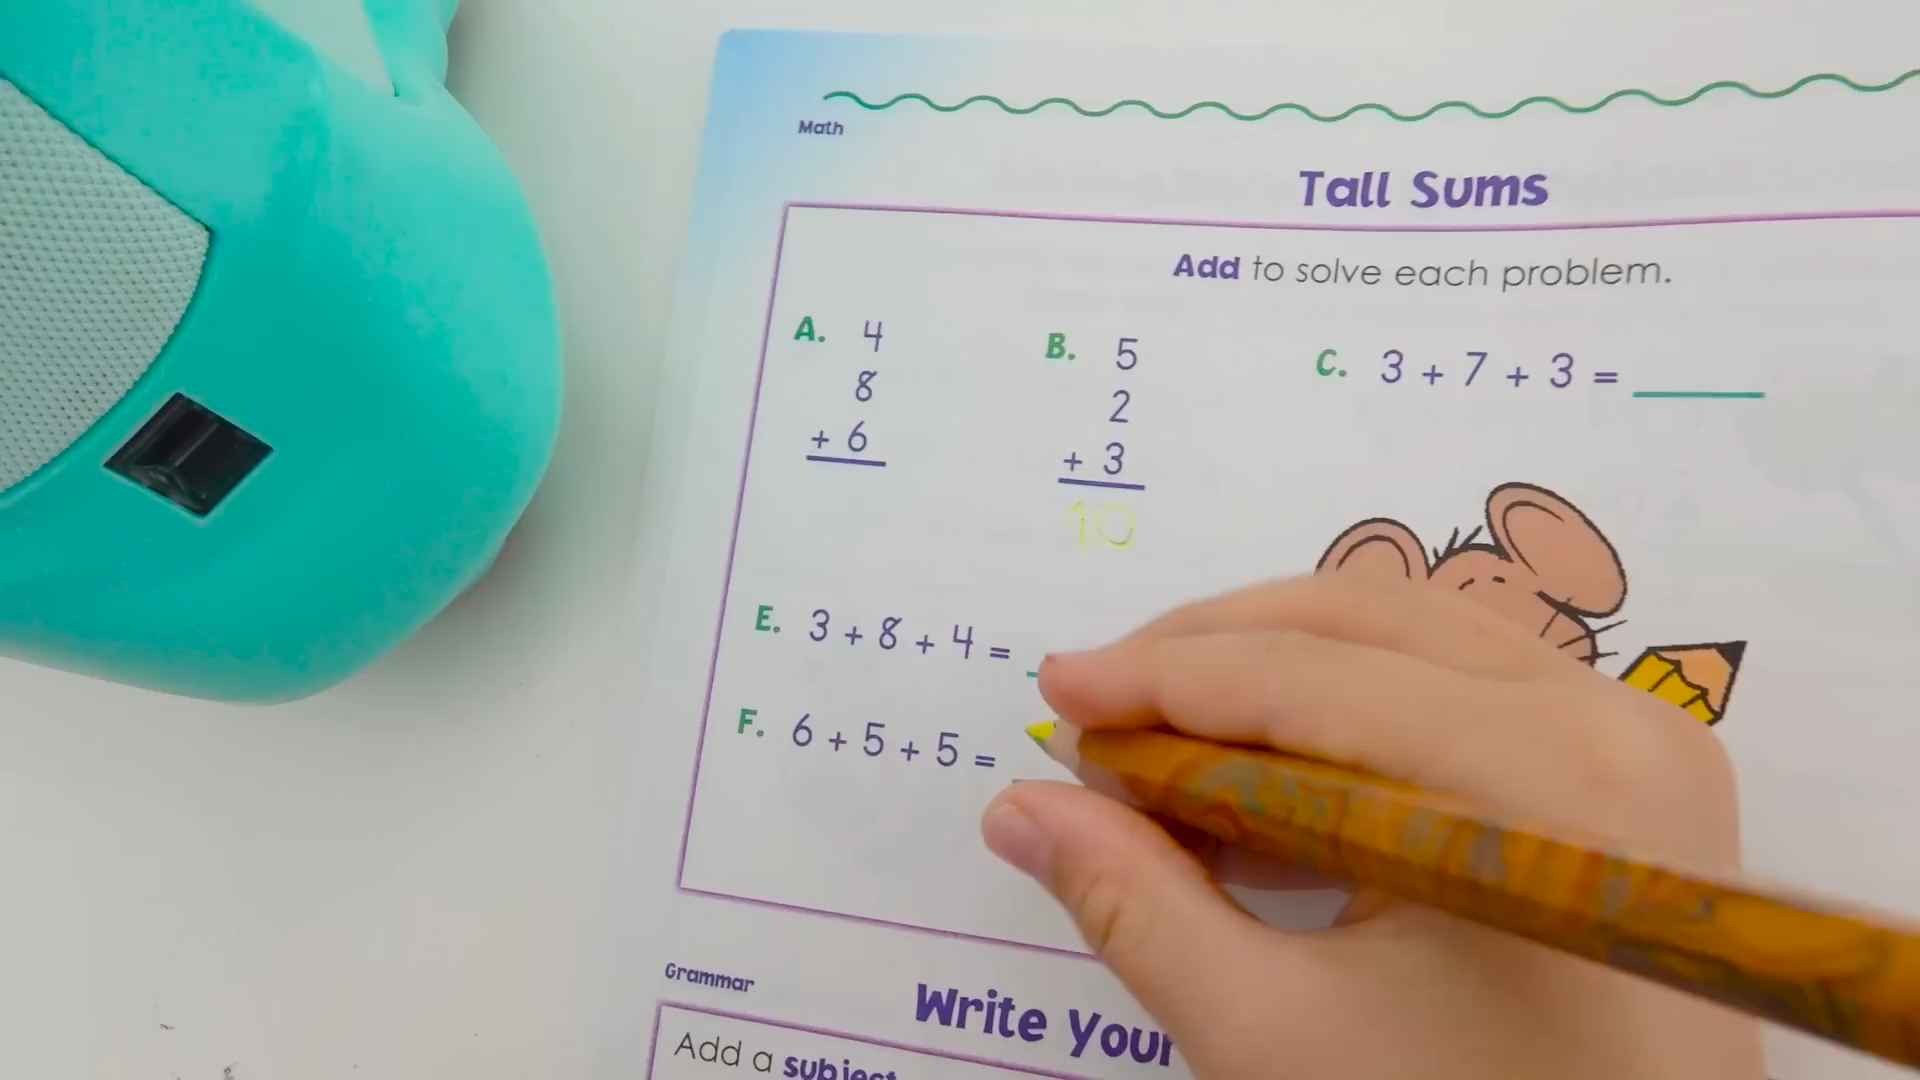 Math
Tall Sums
Add to solve each problem.
A. 4
8
+ 6
B. 5
2
+ 3
10
C. 3 + 7 + 3 = _____
E. 3 + 8 + 4 =
F. 6 + 5 + 5 =
Grammar
Write Your
Add a subject